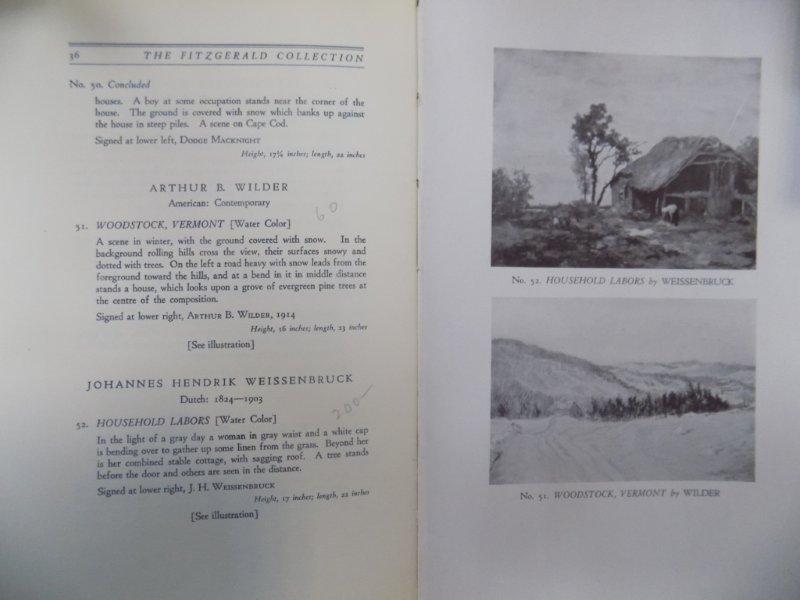 36 THE FITZGERALD COLLECTION
No. 50. Concluded
houses. A boy at some occupation stands near the corner of the
house. The ground is covered with snow which banks up against
the house in steep piles. A scene on Cape Cod.
Signed at lower left, Dodge Macknight
Height, 17¼ inches; length, 22 inches
ARTHUR B. WILDER
American: Contemporary
60
51. WOODSTOCK, VERMONT [Water Color]
A scene in winter, with the ground covered with snow. In the
background rolling hills cross the view, their surfaces snowy and
dotted with trees. On the left a road heavy with snow leads from the
foreground toward the hills, and at a bend in it in middle distance
stands a house, which looks upon a grove of evergreen pine trees at
the centre of the composition.
Signed at lower right, Arthur B. Wilder, 1914
Height, 16 inches; length, 23 inches
[See illustration]
JOHANNES HENDRIK WEISSENBRUCK
Dutch: 1824—1903
200—
52. HOUSEHOLD LABORS [Water Color]
In the light of a gray day a woman in gray waist and a white cap
is bending over to gather up some linen from the grass. Beyond her
is her combined stable cottage, with sagging roof. A tree stands
before the door and others are seen in the distance.
Signed at lower right, J. H. Weissenbruck
Height, 17 inches; length, 22 inches
[See illustration]
No. 52. HOUSEHOLD LABORS by WEISSENBRUCK
No. 51. WOODSTOCK, VERMONT by WILDER